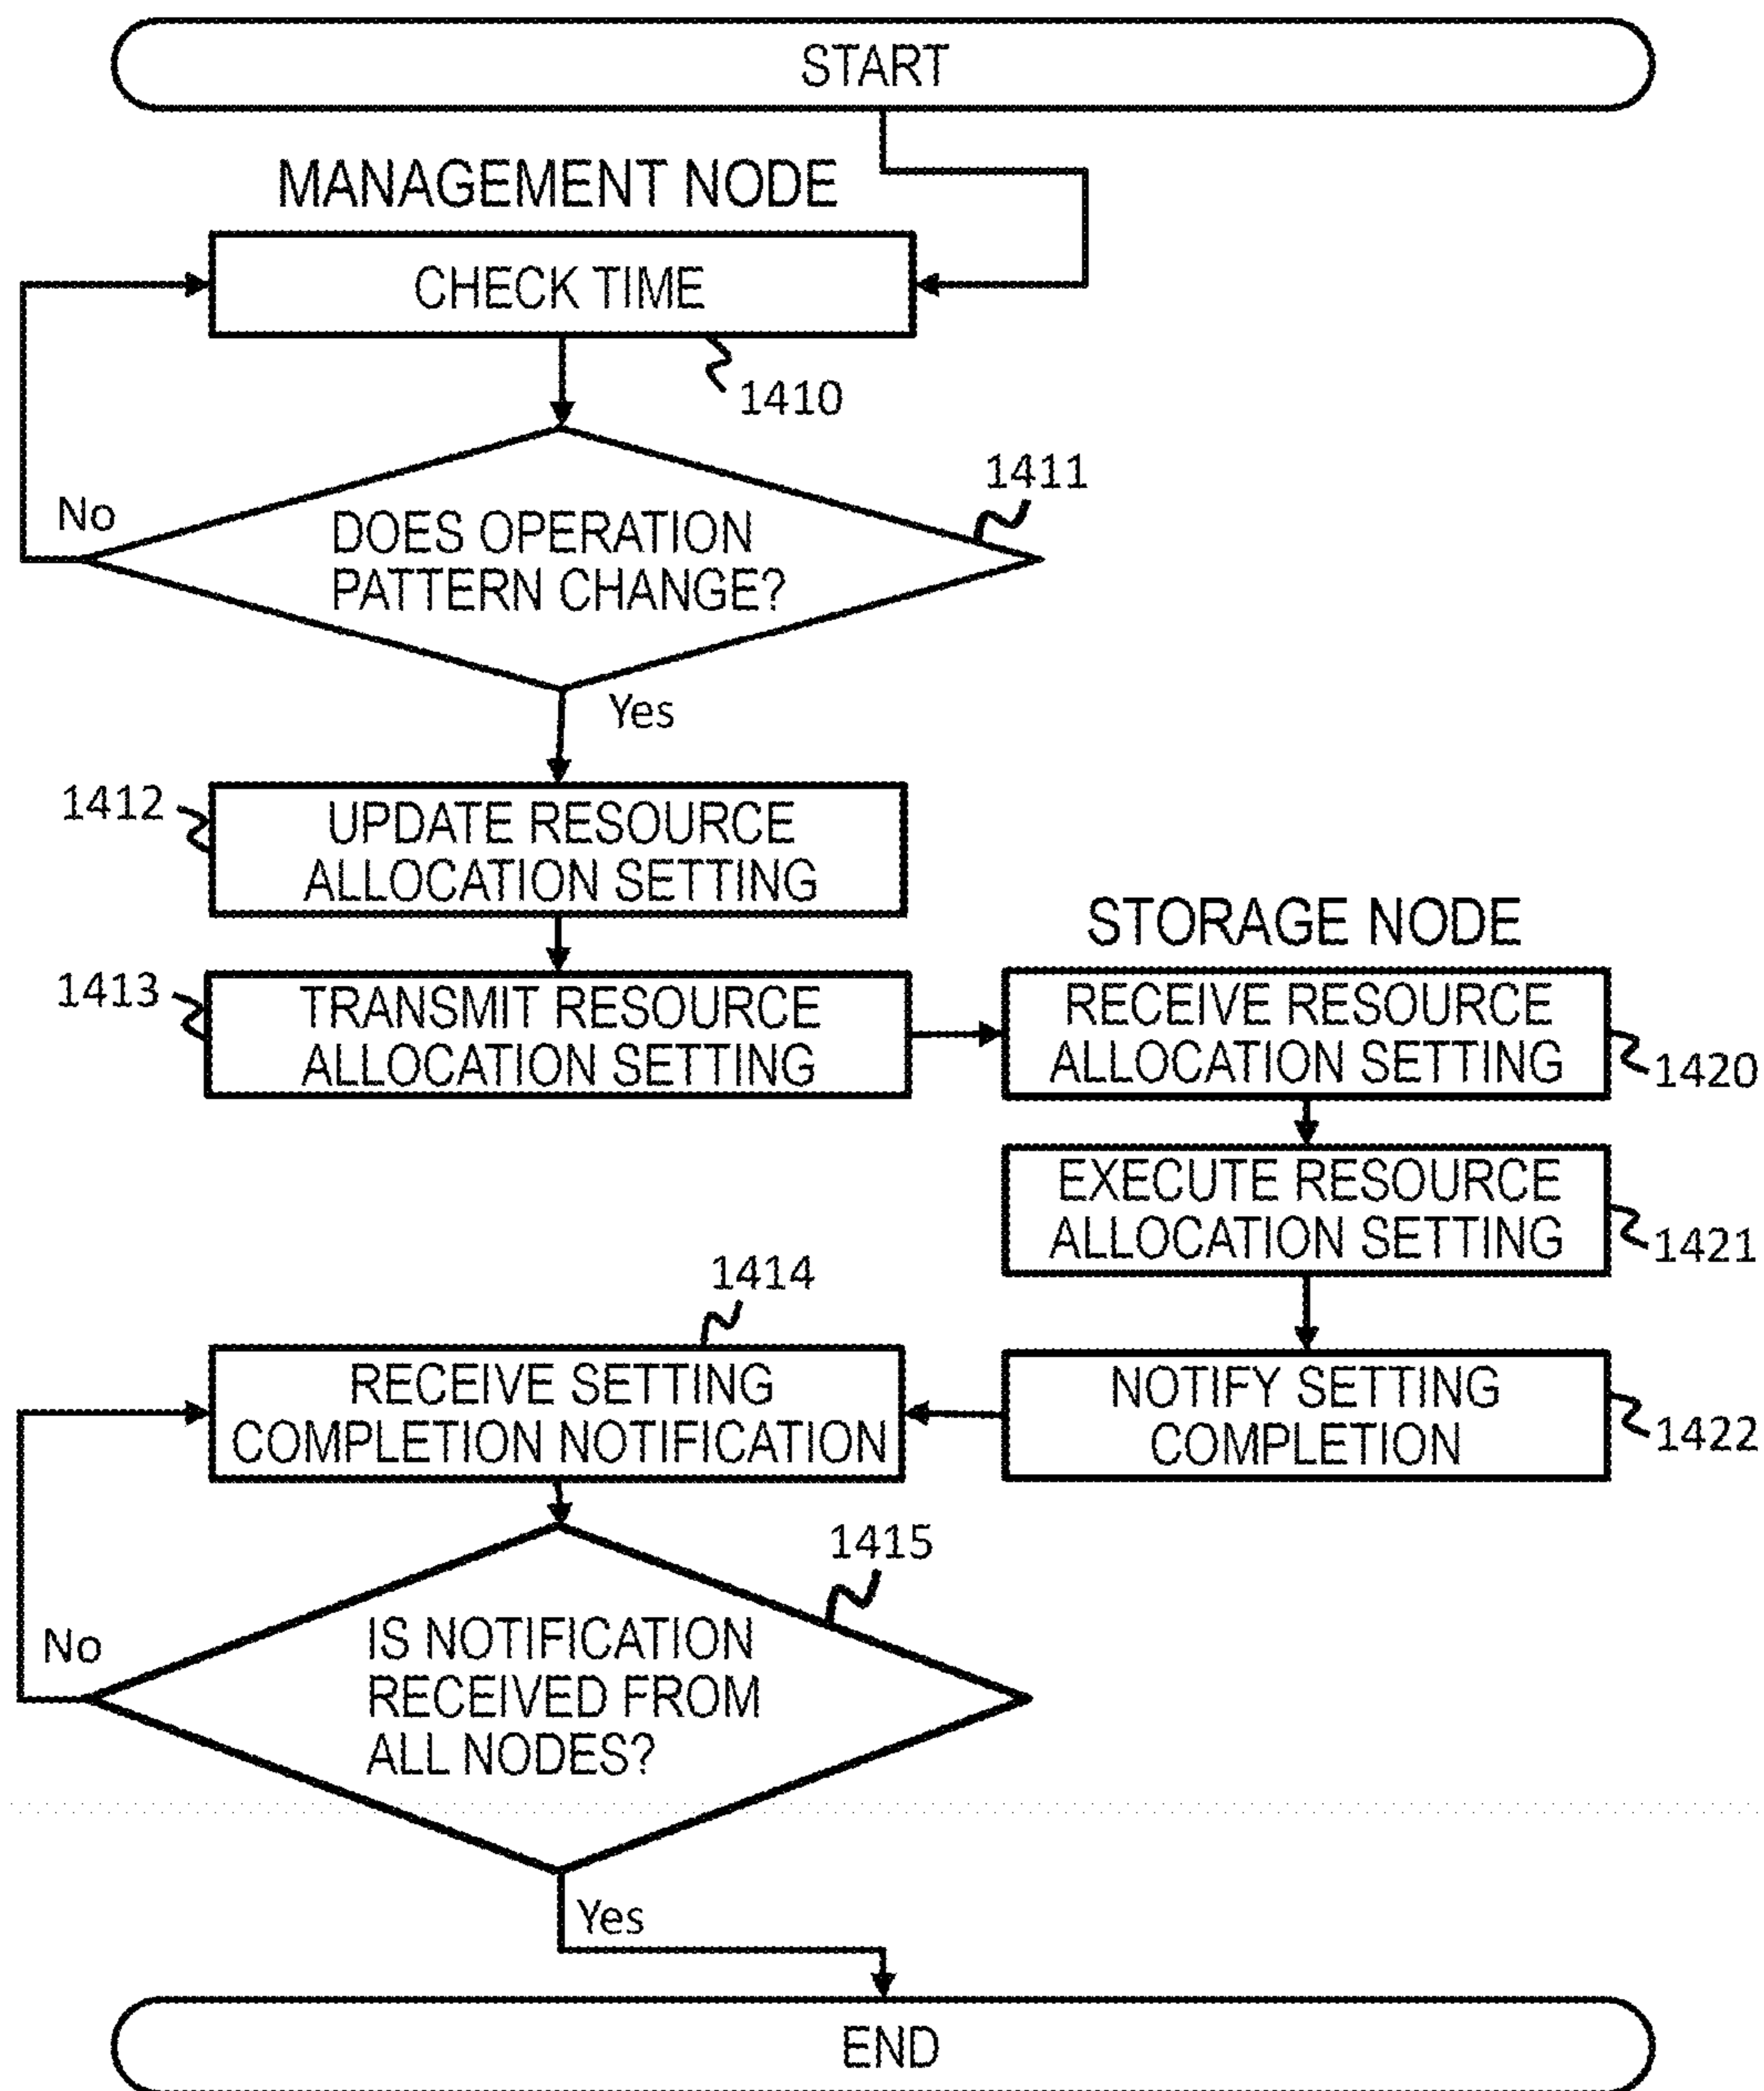 START
MANAGEMENT NODE
CHECK TIME
1410
1411
No
DOES OPERATION
PATTERN CHANGE?
Yes
1412
UPDATE RESOURCE
ALLOCATION SETTING
STORAGE NODE
1413
TRANSMIT RESOURCE
ALLOCATION SETTING
RECEIVE RESOURCE
ALLOCATION SETTING
1420
EXECUTE RESOURCE
ALLOCATION SETTING
1421
1414
RECEIVE SETTING
COMPLETION NOTIFICATION
NOTIFY SETTING
COMPLETION
1422
1415
No
IS NOTIFICATION
RECEIVED FROM
ALL NODES?
Yes
END